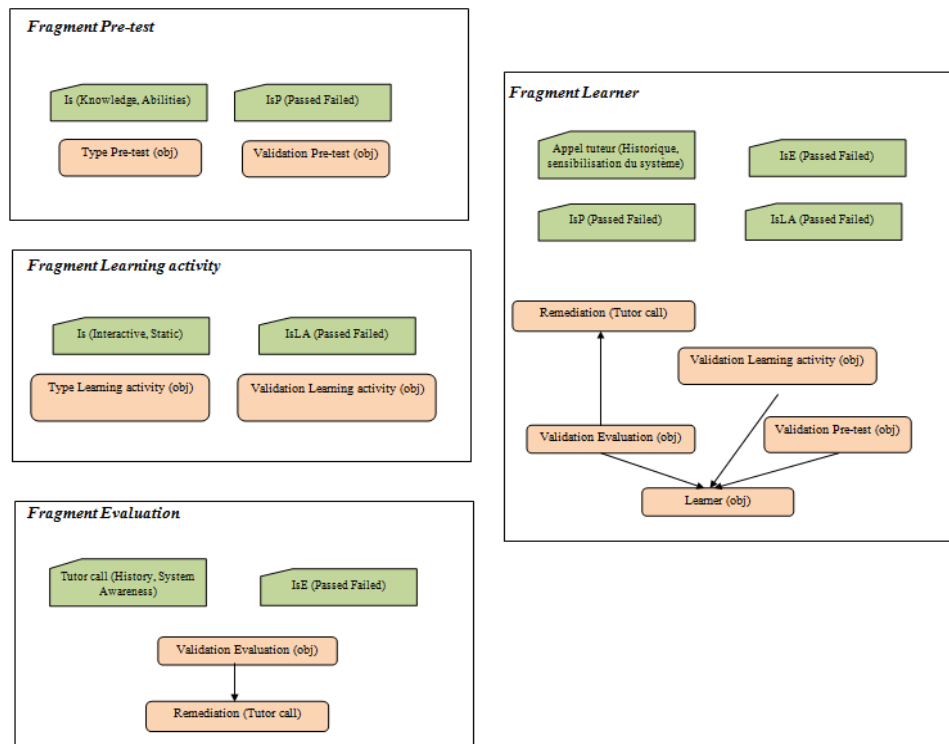 Fragment Pre-test
Is (Knowledge, Abilities)
IsP (Passed Failed)
Type Pre-test (obj)
Validation Pre-test (obj)
Fragment Learning activity
Is (Interactive, Static)
IsLA (Passed Failed)
Type Learning activity (obj)
Validation Learning activity (obj)
Fragment Evaluation
Tutor call (History, System
Awareness)
IsE (Passed Failed)
Validation Evaluation (obj)
Remediation (Tutor call)
Fragment Learner
Appel tuteur (Historique,
sensibilisation du système)
IsE (Passed Failed)
IsP (Passed Failed)
IsLA (Passed Failed)
Remediation (Tutor call)
Validation Learning activity (obj)
Validation Evaluation (obj)
Validation Pre-test (obj)
Learner (obj)